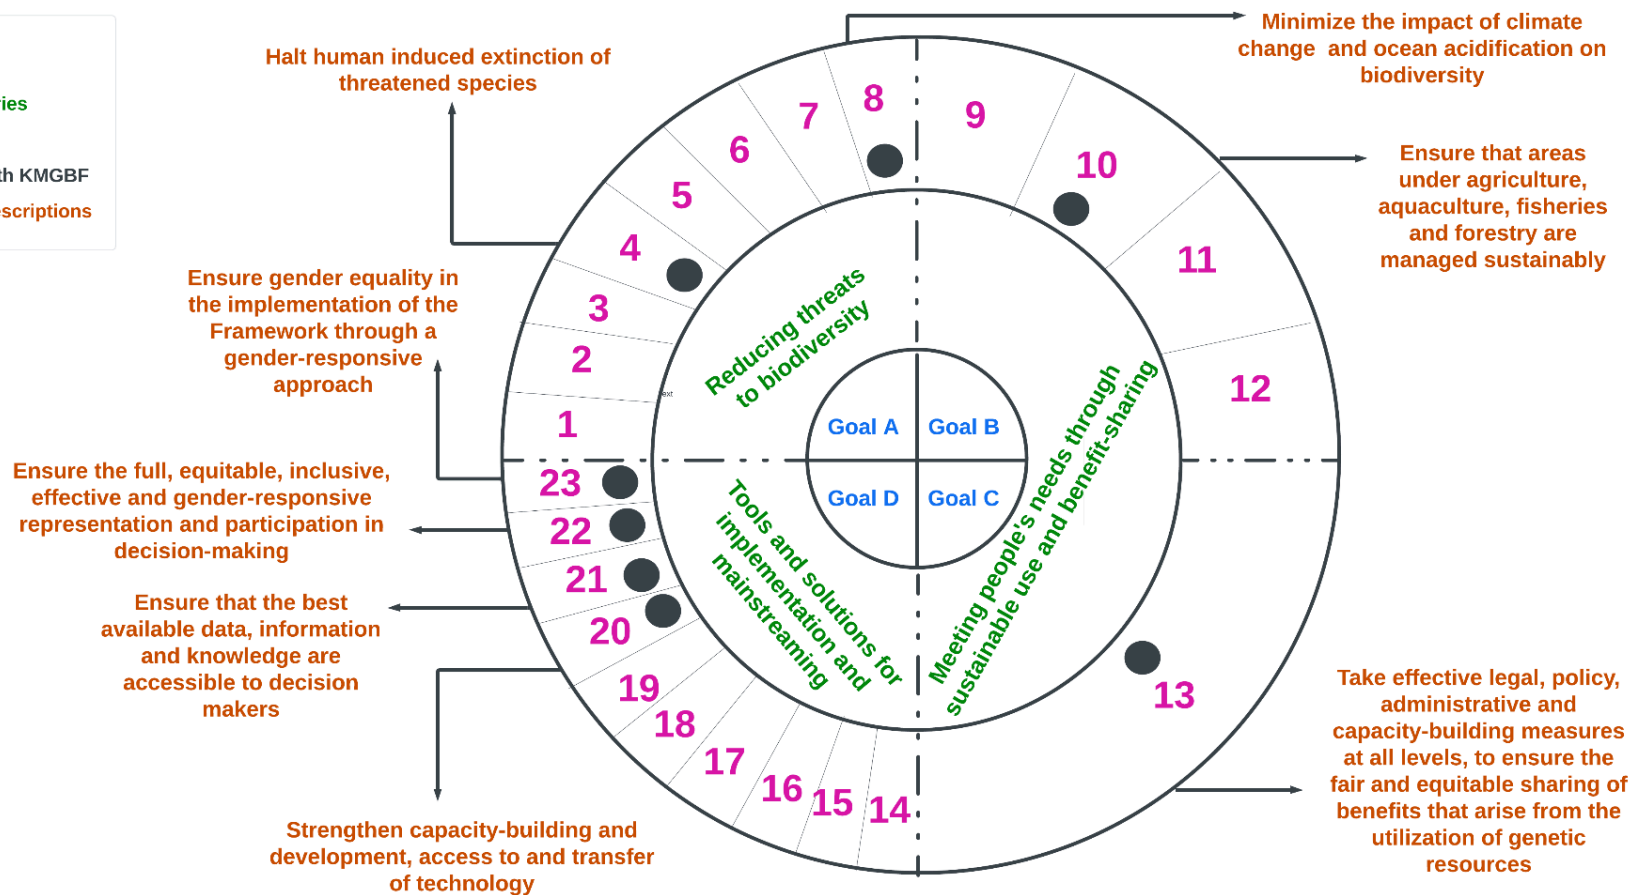 ies
th KMGBF
escriptions
Halt human induced extinction of
threatened species
Minimize the impact of climate
change and ocean acidification on
biodiversity
Ensure that areas
under agriculture,
aquaculture, fisheries
and forestry are
managed sustainably
Ensure gender equality in
the implementation of the
Framework through a
gender-responsive
approach
Ensure the full, equitable, inclusive,
effective and gender-responsive
representation and participation in
decision-making
Ensure that the best
available data, information
and knowledge are
accessible to decision
makers
Strengthen capacity-building and
development, access to and transfer
of technology
Take effective legal, policy,
administrative and
capacity-building measures
at all levels, to ensure the
fair and equitable sharing of
benefits that arise from the
utilization of genetic
resources
1
2
3
4
5
6
7
8
9
10
11
12
13
14
15
16
17
18
19
20
21
22
23
Reducing threats
to biodiversity
Meeting people's needs through
sustainable use and benefit-sharing
Tools and solutions for
implementation and
mainstreaming
ext
Goal A
Goal B
Goal D
Goal C